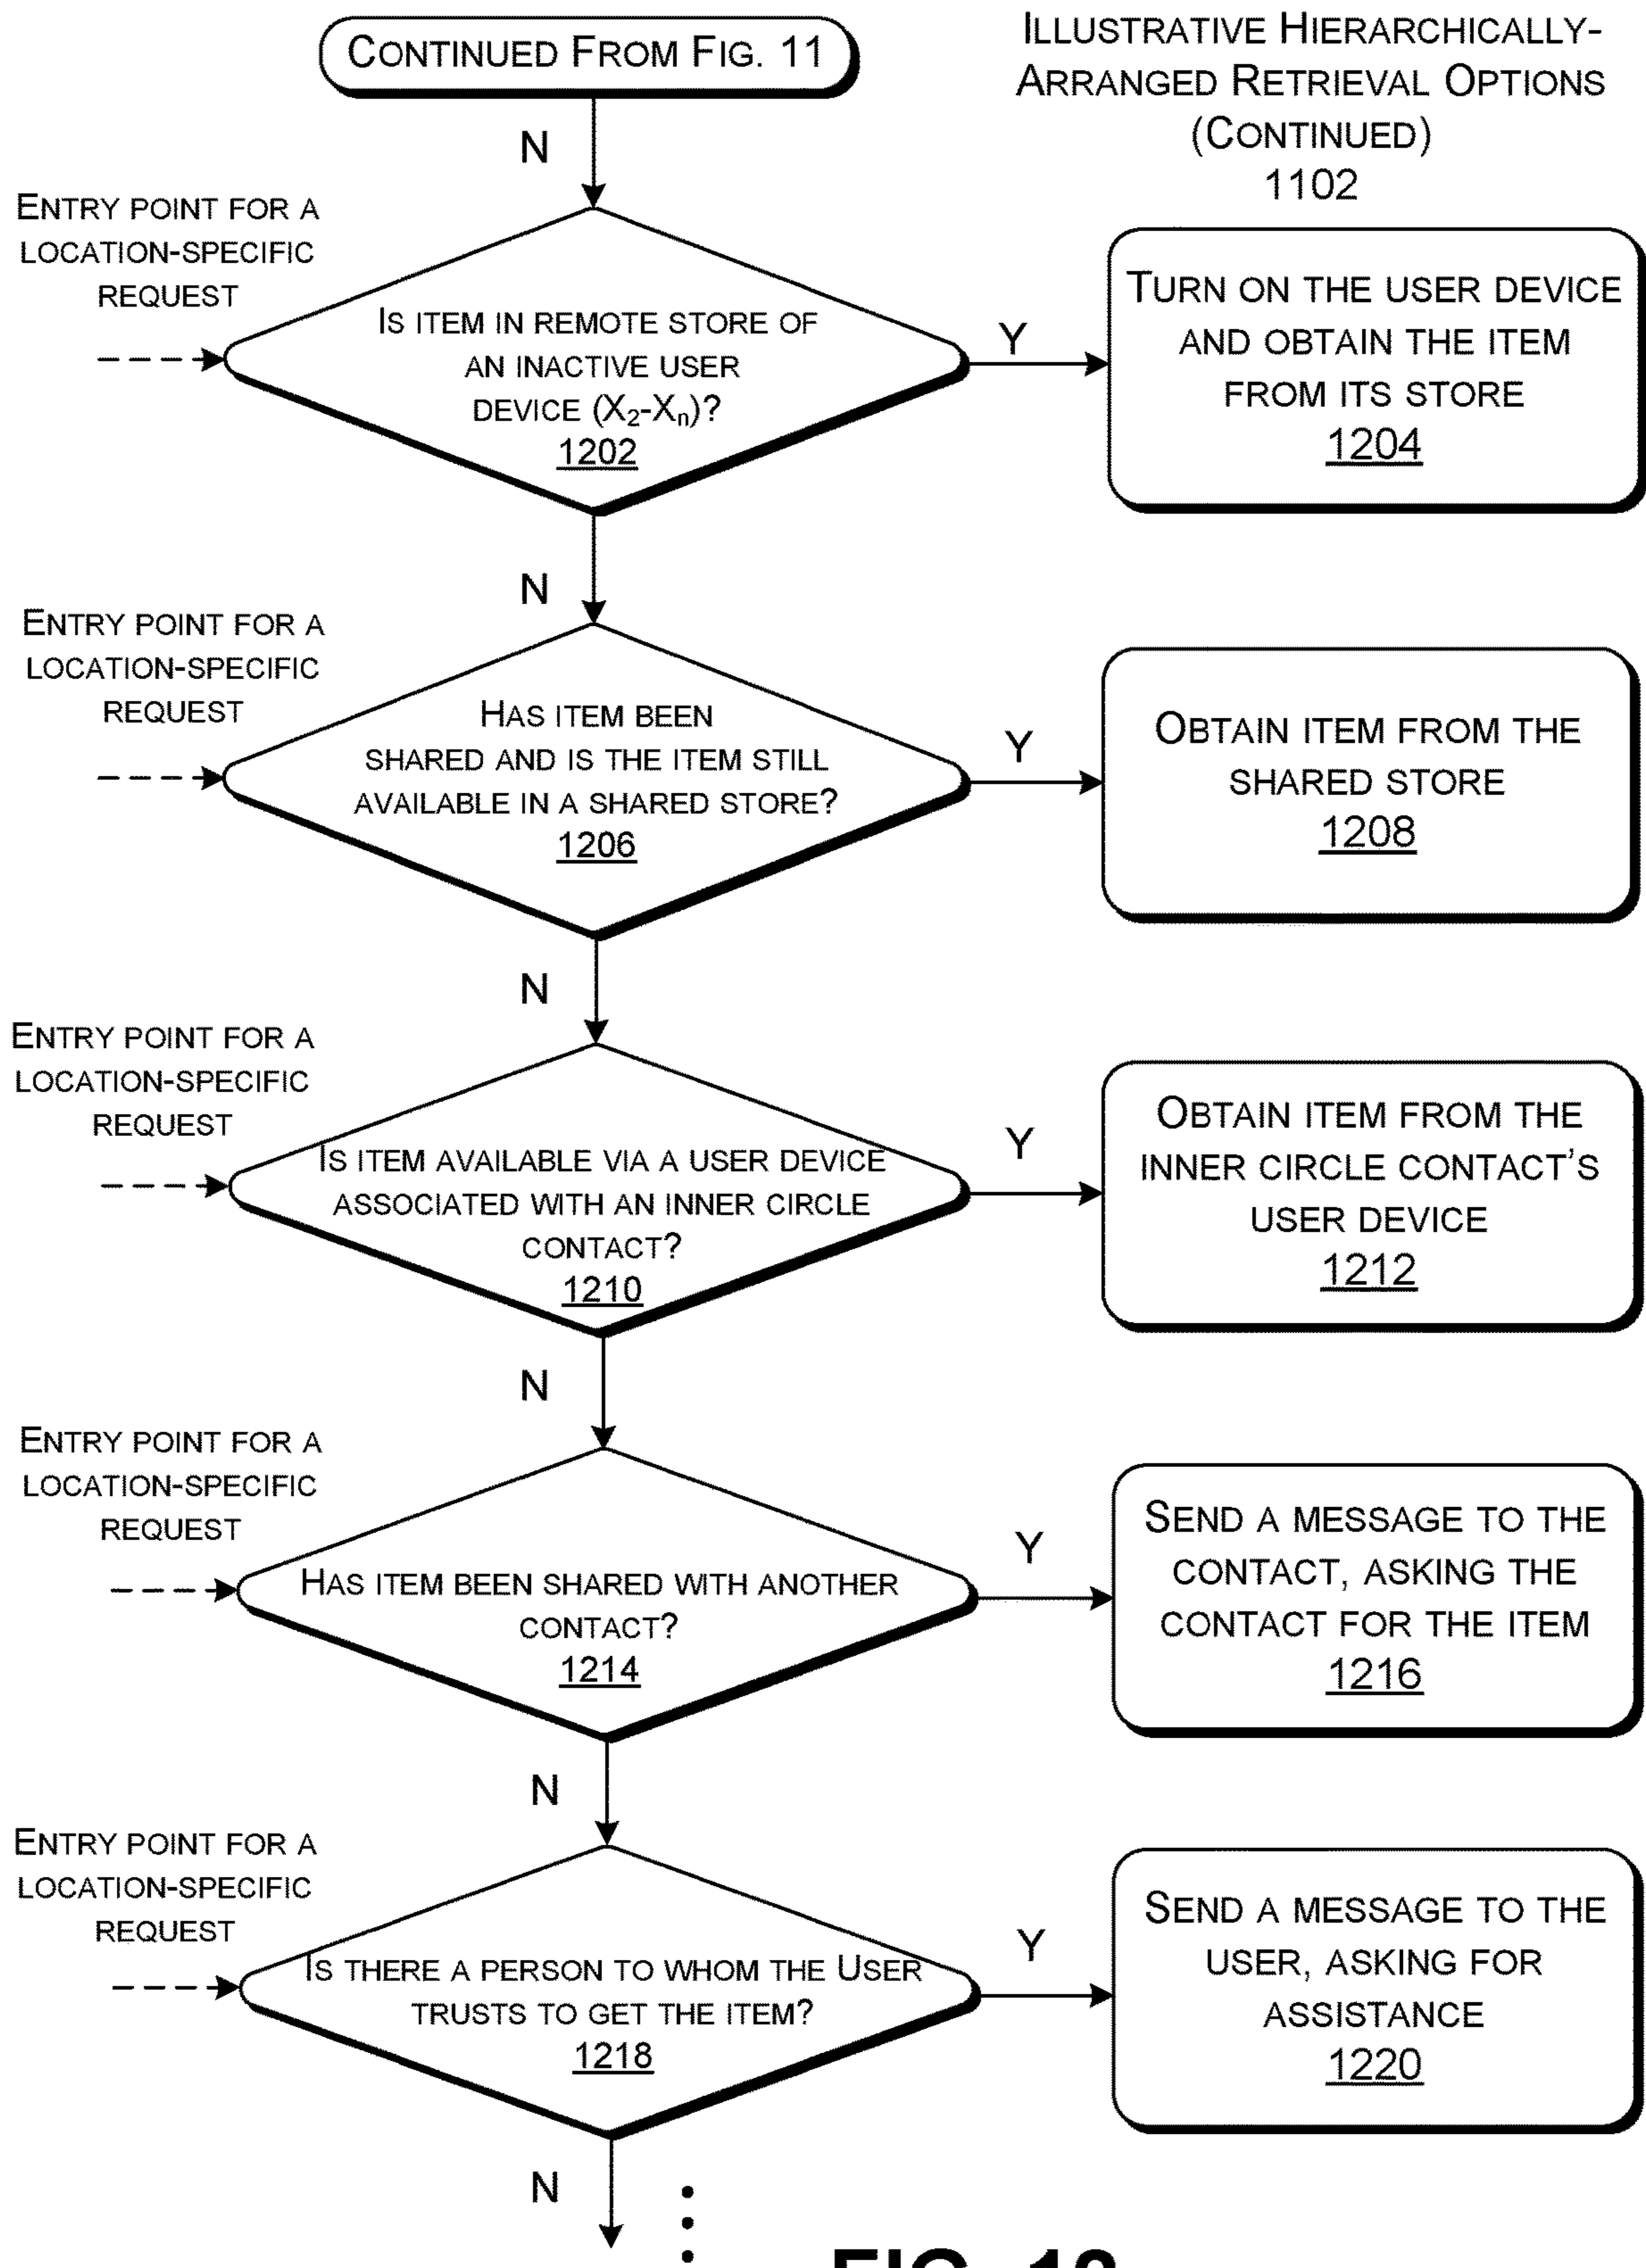 CONTINUED FROM FIG. 11
ILLUSTRATIVE HIERARCHICALLY-
ARRANGED RETRIEVAL OPTIONS
(CONTINUED)
1102
N
ENTRY POINT FOR A
LOCATION-SPECIFIC
REQUEST
IS ITEM IN REMOTE STORE OF
AN INACTIVE USER
DEVICE (X2-Xn)?
1202
Y
TURN ON THE USER DEVICE
AND OBTAIN THE ITEM
FROM ITS STORE
1204
N
ENTRY POINT FOR A
LOCATION-SPECIFIC
REQUEST
HAS ITEM BEEN
SHARED AND IS THE ITEM STILL
AVAILABLE IN A SHARED STORE?
1206
Y
OBTAIN ITEM FROM THE
SHARED STORE
1208
N
ENTRY POINT FOR A
LOCATION-SPECIFIC
REQUEST
IS ITEM AVAILABLE VIA A USER DEVICE
ASSOCIATED WITH AN INNER CIRCLE
CONTACT?
1210
Y
OBTAIN ITEM FROM THE
INNER CIRCLE CONTACT'S
USER DEVICE
1212
N
ENTRY POINT FOR A
LOCATION-SPECIFIC
REQUEST
HAS ITEM BEEN SHARED WITH ANOTHER
CONTACT?
1214
Y
SEND A MESSAGE TO THE
CONTACT, ASKING THE
CONTACT FOR THE ITEM
1216
N
ENTRY POINT FOR A
LOCATION-SPECIFIC
REQUEST
IS THERE A PERSON TO WHOM THE USER
TRUSTS TO GET THE ITEM?
1218
Y
SEND A MESSAGE TO THE
USER, ASKING FOR
ASSISTANCE
1220
N
FIG.